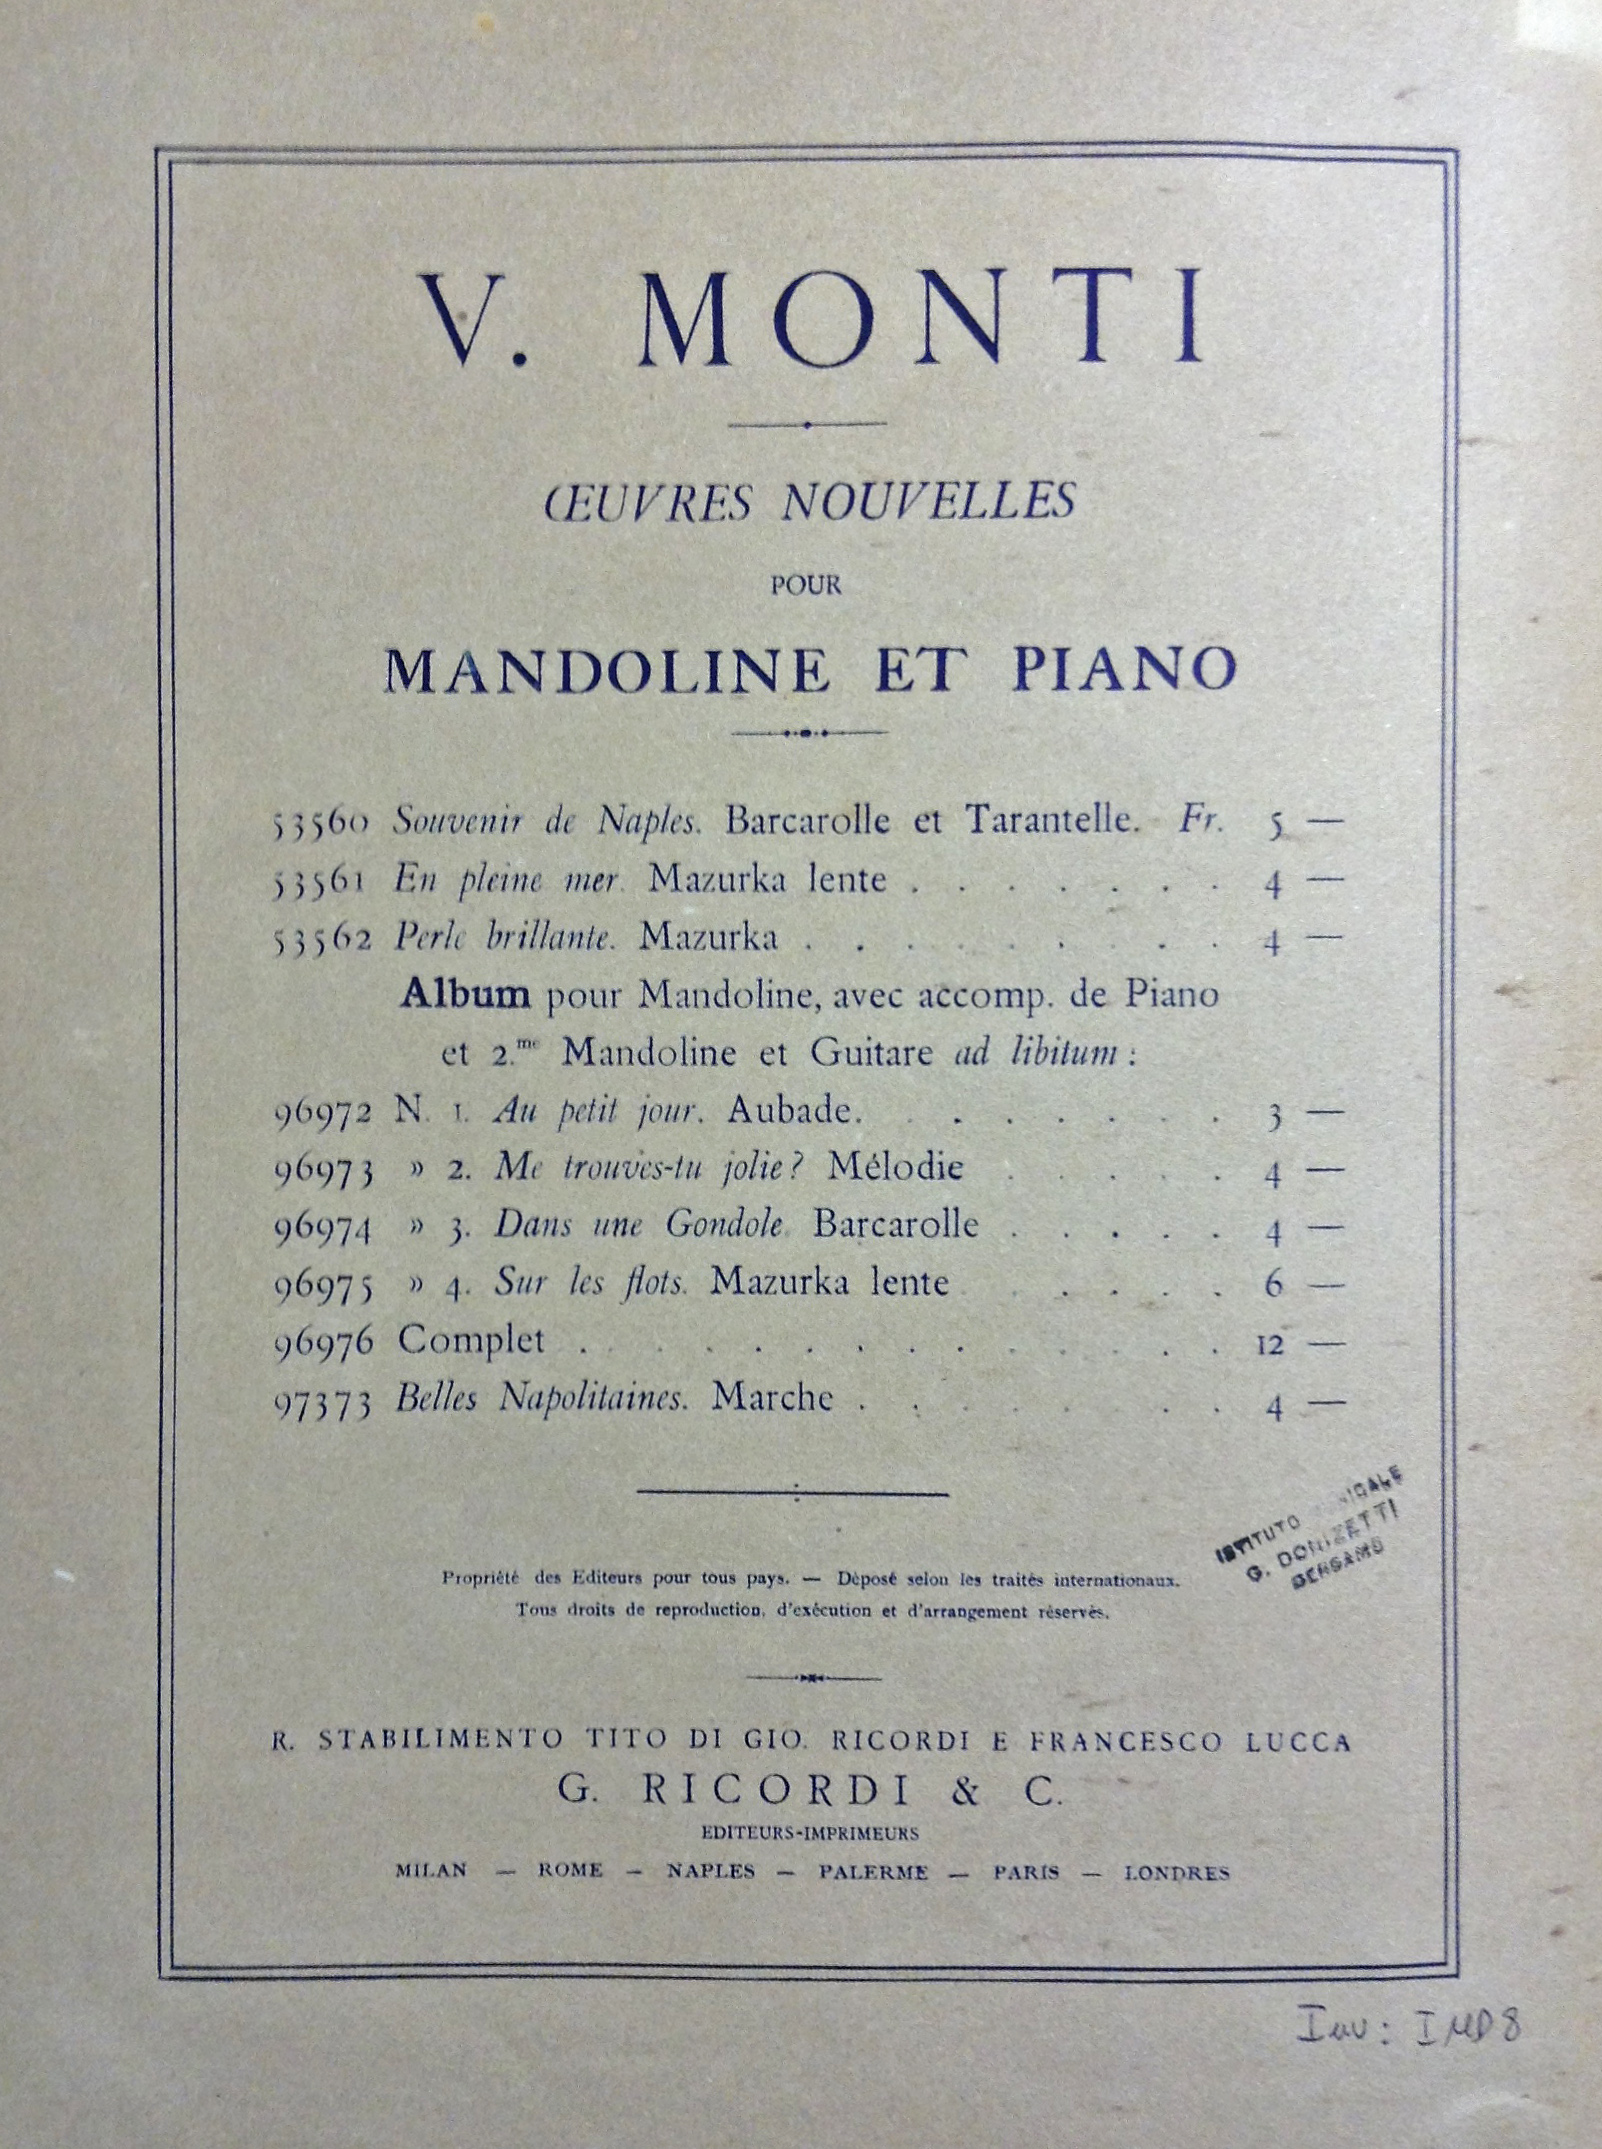 V. MONTI
ŒUVRES NOUVELLES
POUR
MANDOLINE ET PIANO
53560 Souvenir de Naples. Barcarolle et Tarantelle. Fr. 5 —
53561 En pleine mer. Mazurka lente . . . . . . . 4 —
53562 Perle brillante. Mazurka . . . . . . . . . 4 —
Album pour Mandoline, avec accomp. de Piano
et 2.me Mandoline et Guitare ad libitum :
96972 N. 1. Au petit jour. Aubade. . . . . . . . 3 —
96973 » 2. Me trouves-tu jolie? Mélodie . . . . . 4 —
96974 » 3. Dans une Gondole. Barcarolle . . . . . 4 —
96975 » 4. Sur les flots. Mazurka lente . . . . . 6 —
96976 Complet . . . . . . . . . . . . . 12 —
97373 Belles Napolitaines. Marche . . . . . . . . 4 —
ISTITUTO
G. DONIZETTI
BERGAMO
Propriété des Editeurs pour tous pays. — Déposé selon les traités internationaux.
Tous droits de reproduction, d'exécution et d'arrangement réservés.
R. STABILIMENTO TITO DI GIO. RICORDI E FRANCESCO LUCCA
G. RICORDI & C.
EDITEURS-IMPRIMEURS
MILAN — ROME — NAPLES — PALERME — PARIS — LONDRES
Inv: IMD8